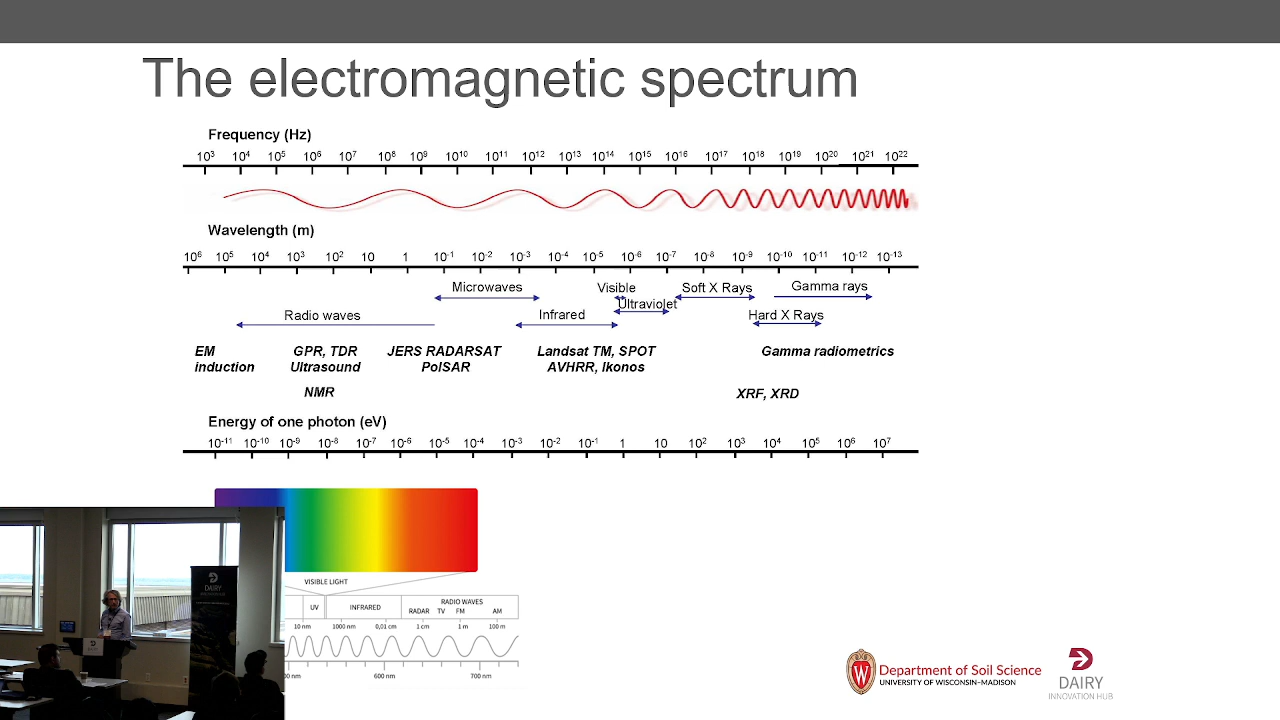 The electromagnetic spectrum
Frequency (Hz)
10³ 10⁴ 10⁵ 10⁶ 10⁷ 10⁸ 10⁹ 10¹⁰ 10¹¹ 10¹² 10¹³ 10¹⁴ 10¹⁵ 10¹⁶ 10¹⁷ 10¹⁸ 10¹⁹ 10²⁰ 10²¹ 10²²
Wavelength (m)
10⁶ 10⁵ 10⁴ 10³ 10² 10 1 10⁻¹ 10⁻² 10⁻³ 10⁻⁴ 10⁻⁵ 10⁻⁶ 10⁻⁷ 10⁻⁸ 10⁻⁹ 10⁻¹⁰ 10⁻¹¹ 10⁻¹² 10⁻¹³
Microwaves Visible Soft X Rays Gamma rays
Ultraviolet
Radio waves Infrared Hard X Rays
EM GPR, TDR JERS RADARSAT Landsat TM, SPOT Gamma radiometrics
induction Ultrasound PolSAR AVHRR, Ikonos
NMR XRF, XRD
Energy of one photon (eV)
10⁻¹¹ 10⁻¹⁰ 10⁻⁹ 10⁻⁸ 10⁻⁷ 10⁻⁶ 10⁻⁵ 10⁻⁴ 10⁻³ 10⁻² 10⁻¹ 1 10 10² 10³ 10⁴ 10⁵ 10⁶ 10⁷
VISIBLE LIGHT
UV INFRARED RADIO WAVES
RADAR TV FM AM
10 nm 1000 nm 0,01 cm 1 cm 1 m 100 m
600 nm 700 nm
DAIRY
W Department of Soil Science
UNIVERSITY OF WISCONSIN–MADISON
DAIRY
INNOVATION HUB